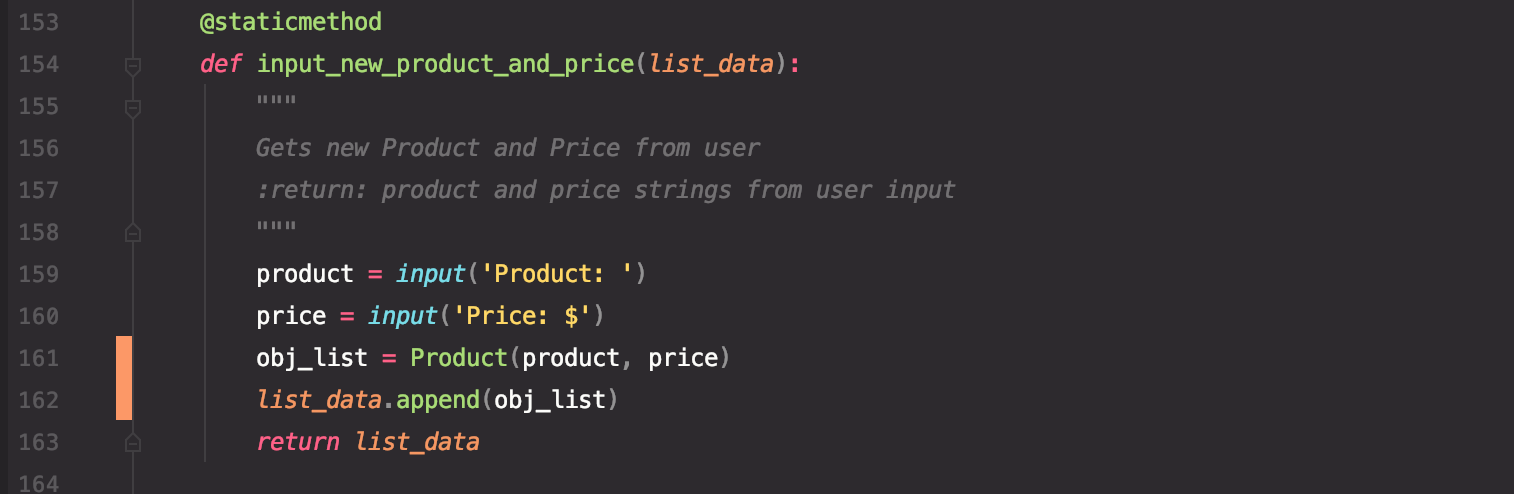 153 @staticmethod
154 def input_new_product_and_price(list_data):
155 """
156 Gets new Product and Price from user
157 :return: product and price strings from user input
158 """
159 product = input('Product: ')
160 price = input('Price: $')
161 obj_list = Product(product, price)
162 list_data.append(obj_list)
163 return list_data
164